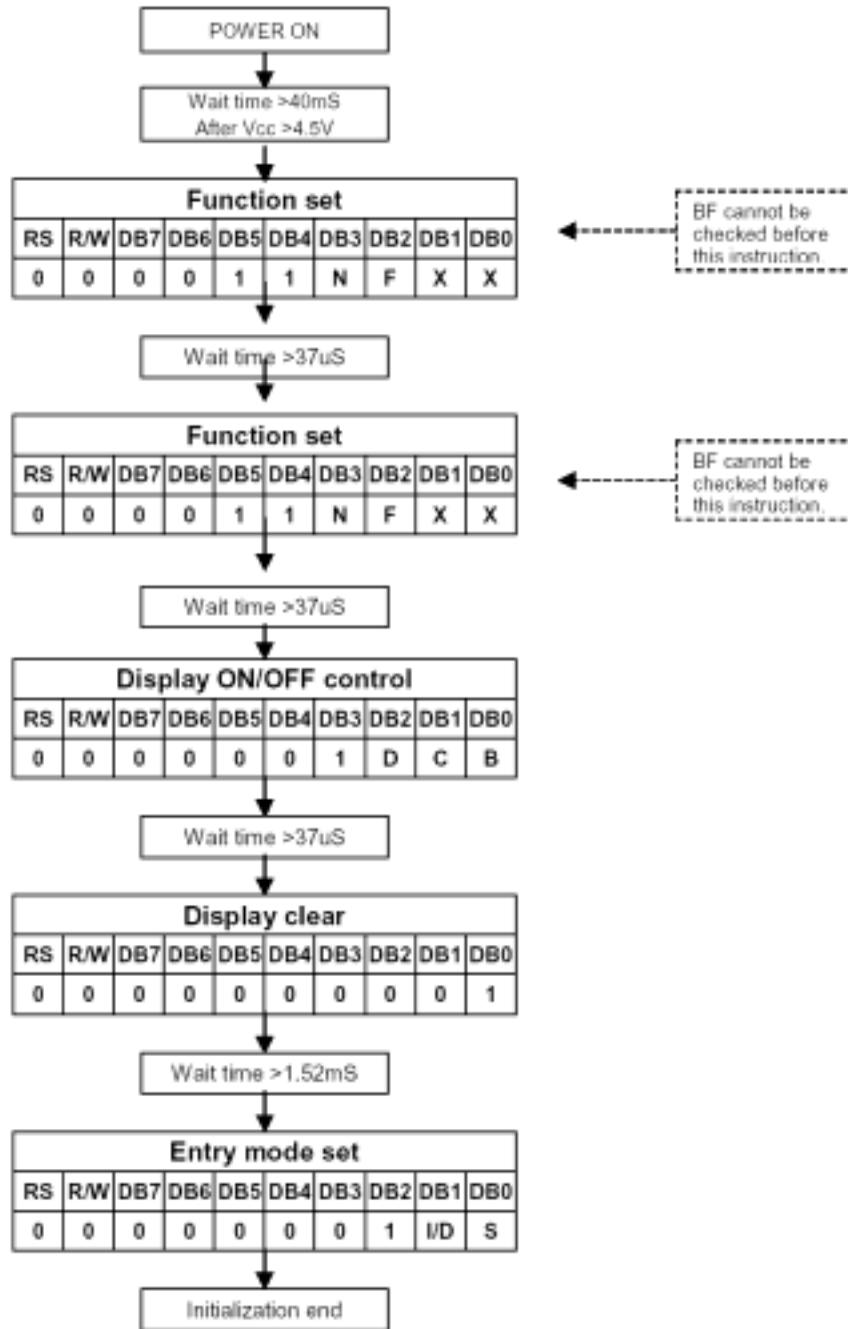 POWER ON
Wait time >40mS
After Vcc >4.5V
Function set
RS R/W DB7 DB6 DB5 DB4 DB3 DB2 DB1 DB0
0 0 0 0 1 1 N F X X
BF cannot be
checked before
this instruction.
Wait time >37uS
Function set
RS R/W DB7 DB6 DB5 DB4 DB3 DB2 DB1 DB0
0 0 0 0 1 1 N F X X
BF cannot be
checked before
this instruction.
Wait time >37uS
Display ON/OFF control
RS R/W DB7 DB6 DB5 DB4 DB3 DB2 DB1 DB0
0 0 0 0 0 0 1 D C B
Wait time >37uS
Display clear
RS R/W DB7 DB6 DB5 DB4 DB3 DB2 DB1 DB0
0 0 0 0 0 0 0 0 0 1
Wait time >1.52mS
Entry mode set
RS R/W DB7 DB6 DB5 DB4 DB3 DB2 DB1 DB0
0 0 0 0 0 0 0 1 I/D S
Initialization end